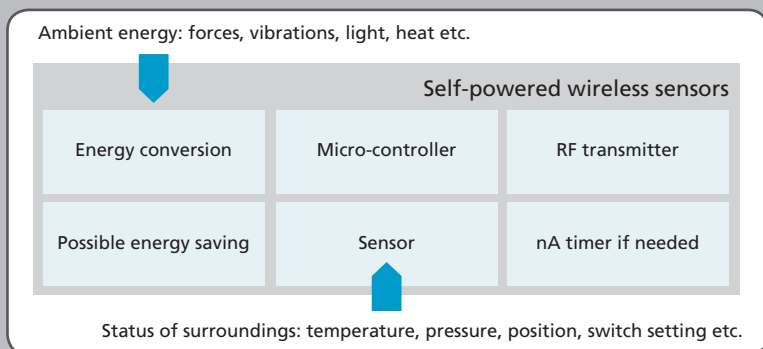 Ambient energy: forces, vibrations, light, heat etc.
Self-powered wireless sensors
Energy conversion
Micro-controller
RF transmitter
Possible energy saving
Sensor
nA timer if needed
Status of surroundings: temperature, pressure, position, switch setting etc.